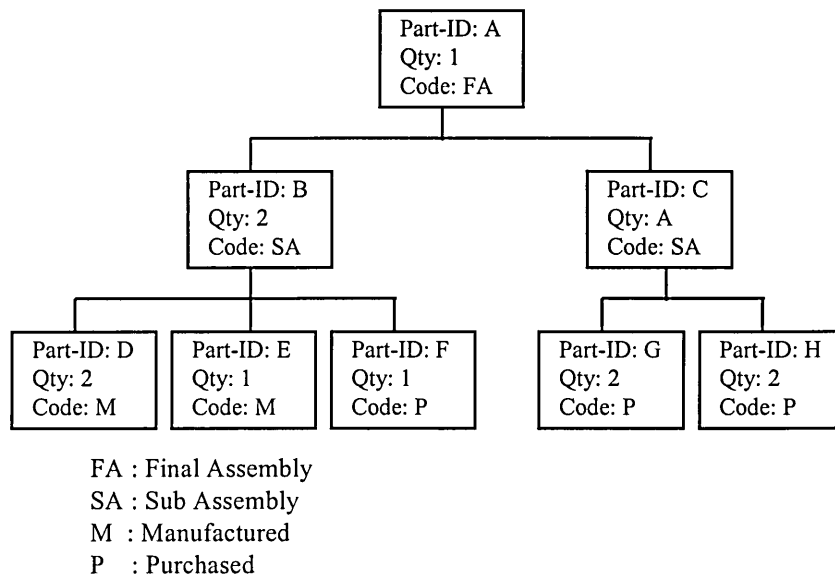 Part-ID: A
Qty: 1
Code: FA
Part-ID: B
Qty: 2
Code: SA
Part-ID: C
Qty: A
Code: SA
Part-ID: D
Qty: 2
Code: M
Part-ID: E
Qty: 1
Code: M
Part-ID: F
Qty: 1
Code: P
Part-ID: G
Qty: 2
Code: P
Part-ID: H
Qty: 2
Code: P
FA : Final Assembly
SA : Sub Assembly
M : Manufactured
P : Purchased